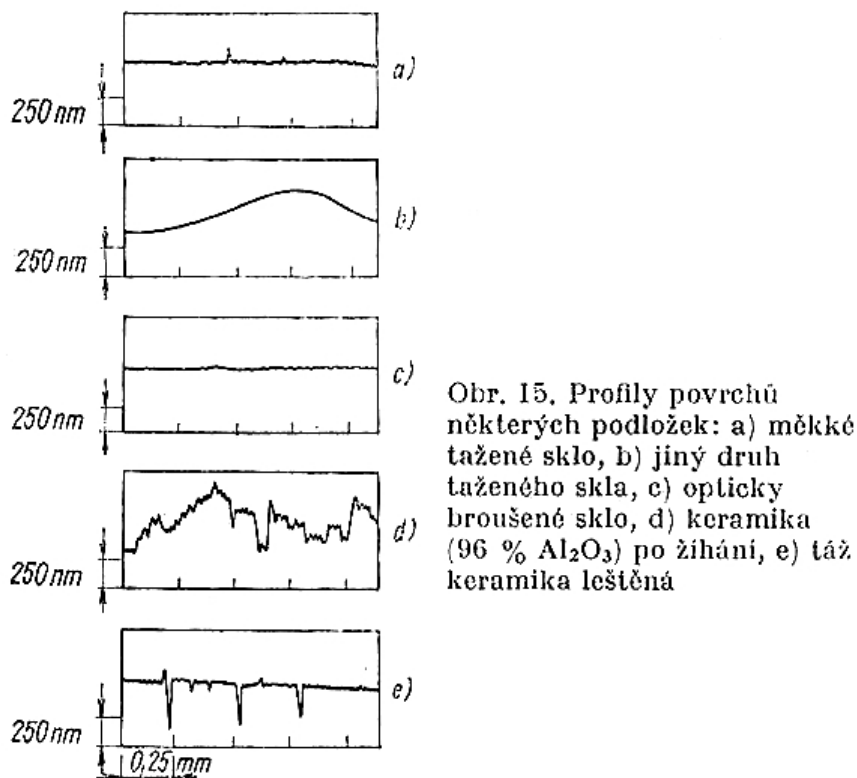 a)
250 nm
b)
250 nm
c)
250 nm
d)
250 nm
e)
250 nm
0,25 mm
Obr. 15. Profily povrchů
některých podložek: a) měkké
tažené sklo, b) jiný druh
taženého skla, c) opticky
broušené sklo, d) keramika
(96 % Al₂O₃) po žíhání, e) táž
keramika leštěná